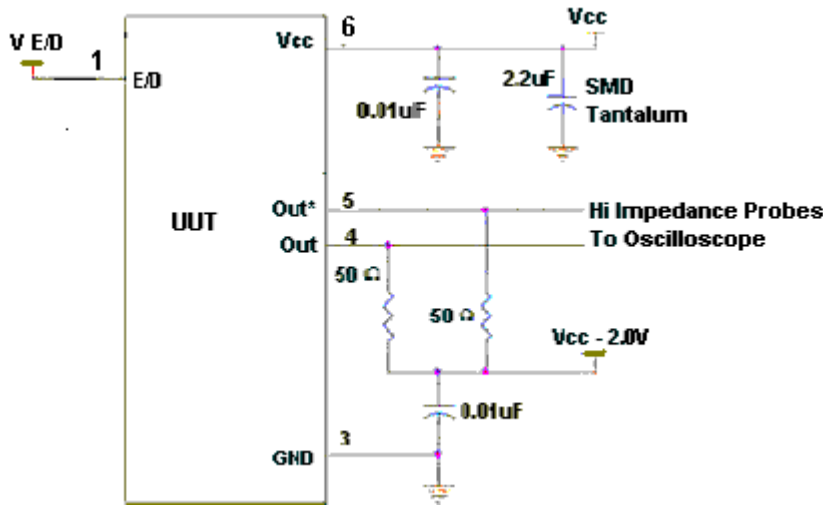 V E/D
1
E/D
UUT
Vcc
6
Vcc
0.01uF
2.2uF
SMD
Tantalum
Out*
5
Hi Impedance Probes
Out
4
To Oscilloscope
50 Ω
50 Ω
Vcc - 2.0V
0.01uF
GND
3